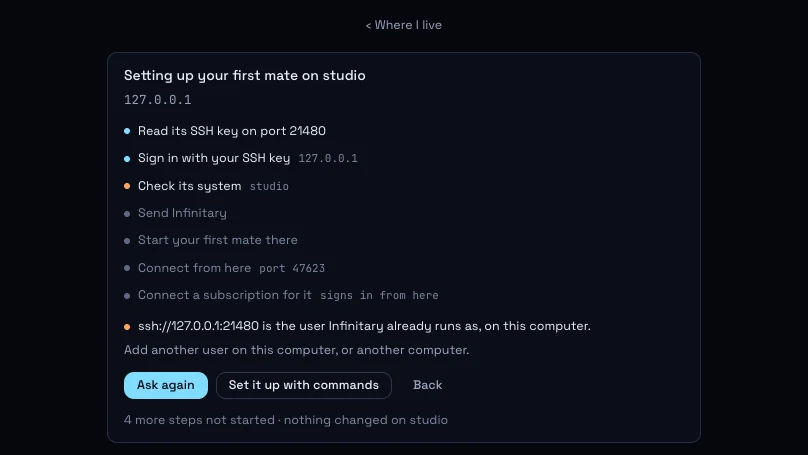 < Where I live
Setting up your first mate on studio
127.0.0.1
Read its SSH key on port 21480
Sign in with your SSH key 127.0.0.1
Check its system studio
Send Infinitary
Start your first mate there
Connect from here port 47623
Connect a subscription for it signs in from here
ssh://127.0.0.1:21480 is the user Infinitary already runs as, on this computer.
Add another user on this computer, or another computer.
Ask again Set it up with commands Back
4 more steps not started · nothing changed on studio